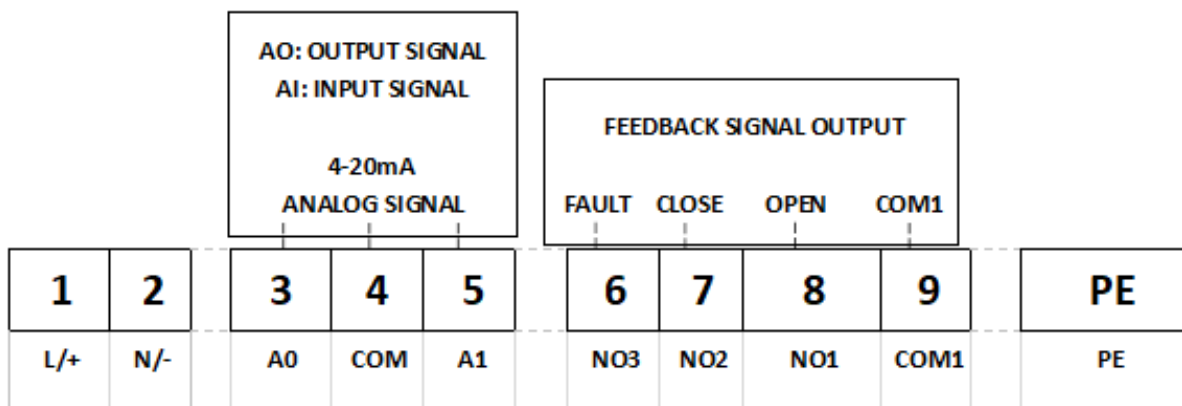 AO: OUTPUT SIGNAL
AI: INPUT SIGNAL
4-20mA
ANALOG SIGNAL
FEEDBACK SIGNAL OUTPUT
FAULT CLOSE OPEN COM1
1 2 3 4 5 6 7 8 9 PE
L/+ N/- A0 COM A1 NO3 NO2 NO1 COM1 PE